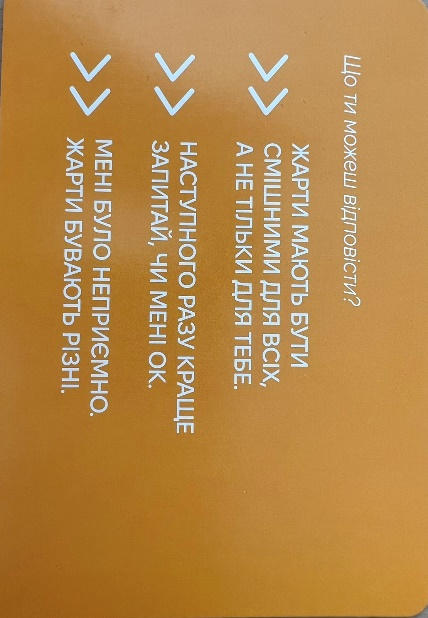 Що ти можеш відповісти?
ЖАРТИ МАЮТЬ БУТИ
СМІШНИМИ ДЛЯ ВСІХ,
А НЕ ТІЛЬКИ ДЛЯ ТЕБЕ.
НАСТУПНОГО РАЗУ КРАЩЕ
ЗАПИТАЙ, ЧИ МЕНІ ОК.
МЕНІ БУЛО НЕПРИЄМНО.
ЖАРТИ БУВАЮТЬ РІЗНІ.